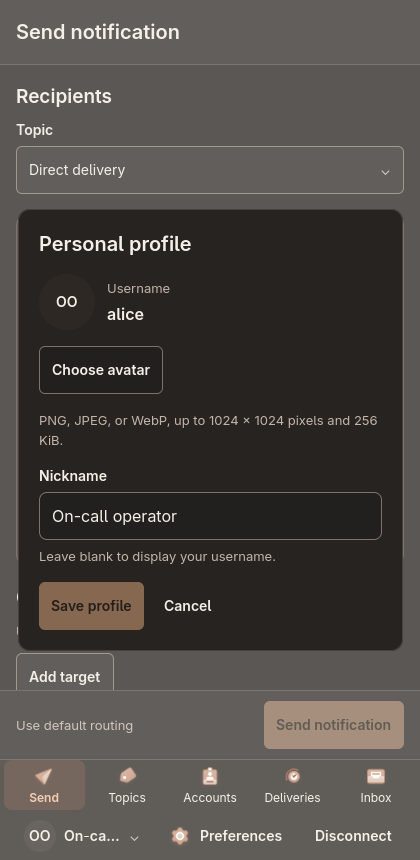 Send notification
Recipients
Topic
Direct delivery
Personal profile
OO
Username
alice
Choose avatar
PNG, JPEG, or WebP, up to 1024 × 1024 pixels and 256
KiB.
Nickname
On-call operator
Leave blank to display your username.
Save profile
Cancel
Add target
Use default routing
Send notification
Send
Topics
Accounts
Deliveries
Inbox
OO
On-ca...
Preferences
Disconnect